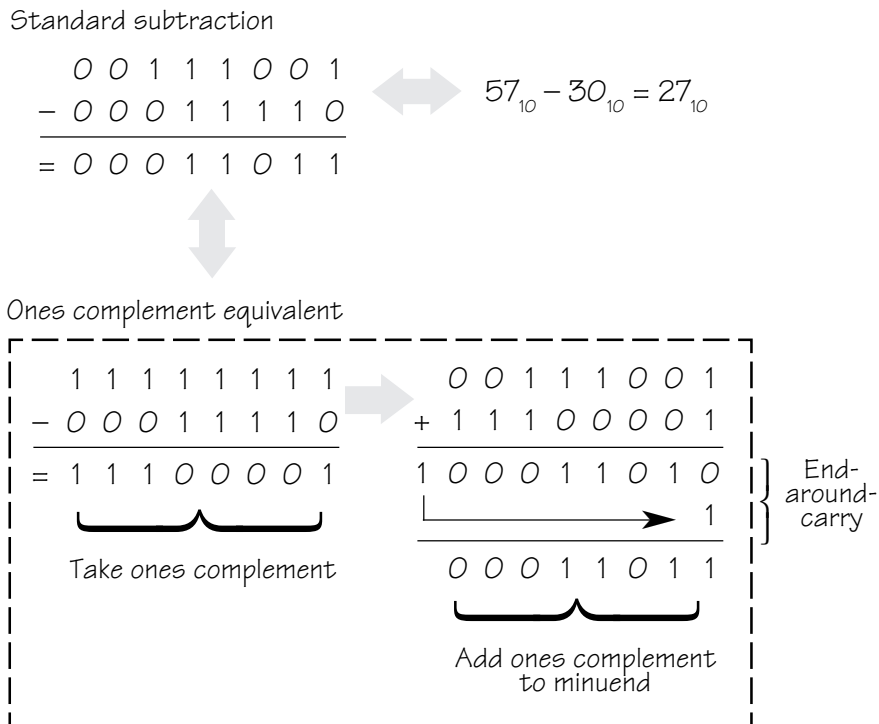 Standard subtraction
0 0 1 1 1 0 0 1
– 0 0 0 1 1 1 1 0
= 0 0 0 1 1 0 1 1
57₁₀ – 30₁₀ = 27₁₀
Ones complement equivalent
1 1 1 1 1 1 1 1
– 0 0 0 1 1 1 1 0
= 1 1 1 0 0 0 0 1
Take ones complement
0 0 1 1 1 0 0 1
+ 1 1 1 0 0 0 0 1
1 0 0 0 1 1 0 1 0
1
0 0 0 1 1 0 1 1
End-
around-
carry
Add ones complement
to minuend